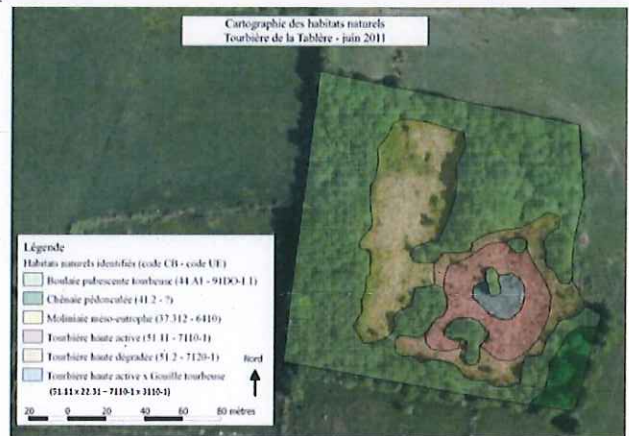 Cartographie des habitats naturels
Tourbière de la Tablère - juin 2011
Légende
Habitats naturels identifiés (code CB - code UE)
Boulaie pubescente tourbeuse (44.A1 - 91D0-1.1)
Chênaie pédonculée (41.2 - ?)
Moliniaie méso-eutrophe (37.312 - 6410)
Tourbière haute active (51.11 - 7110-1)
Tourbière haute dégradée (51.2 - 7120-1)
Tourbière haute active x Gouille tourbeuse
(51.11 x 22.31 – 7110-1 x 3110-1)
Nord
20 0 20 40 60 80 mètres